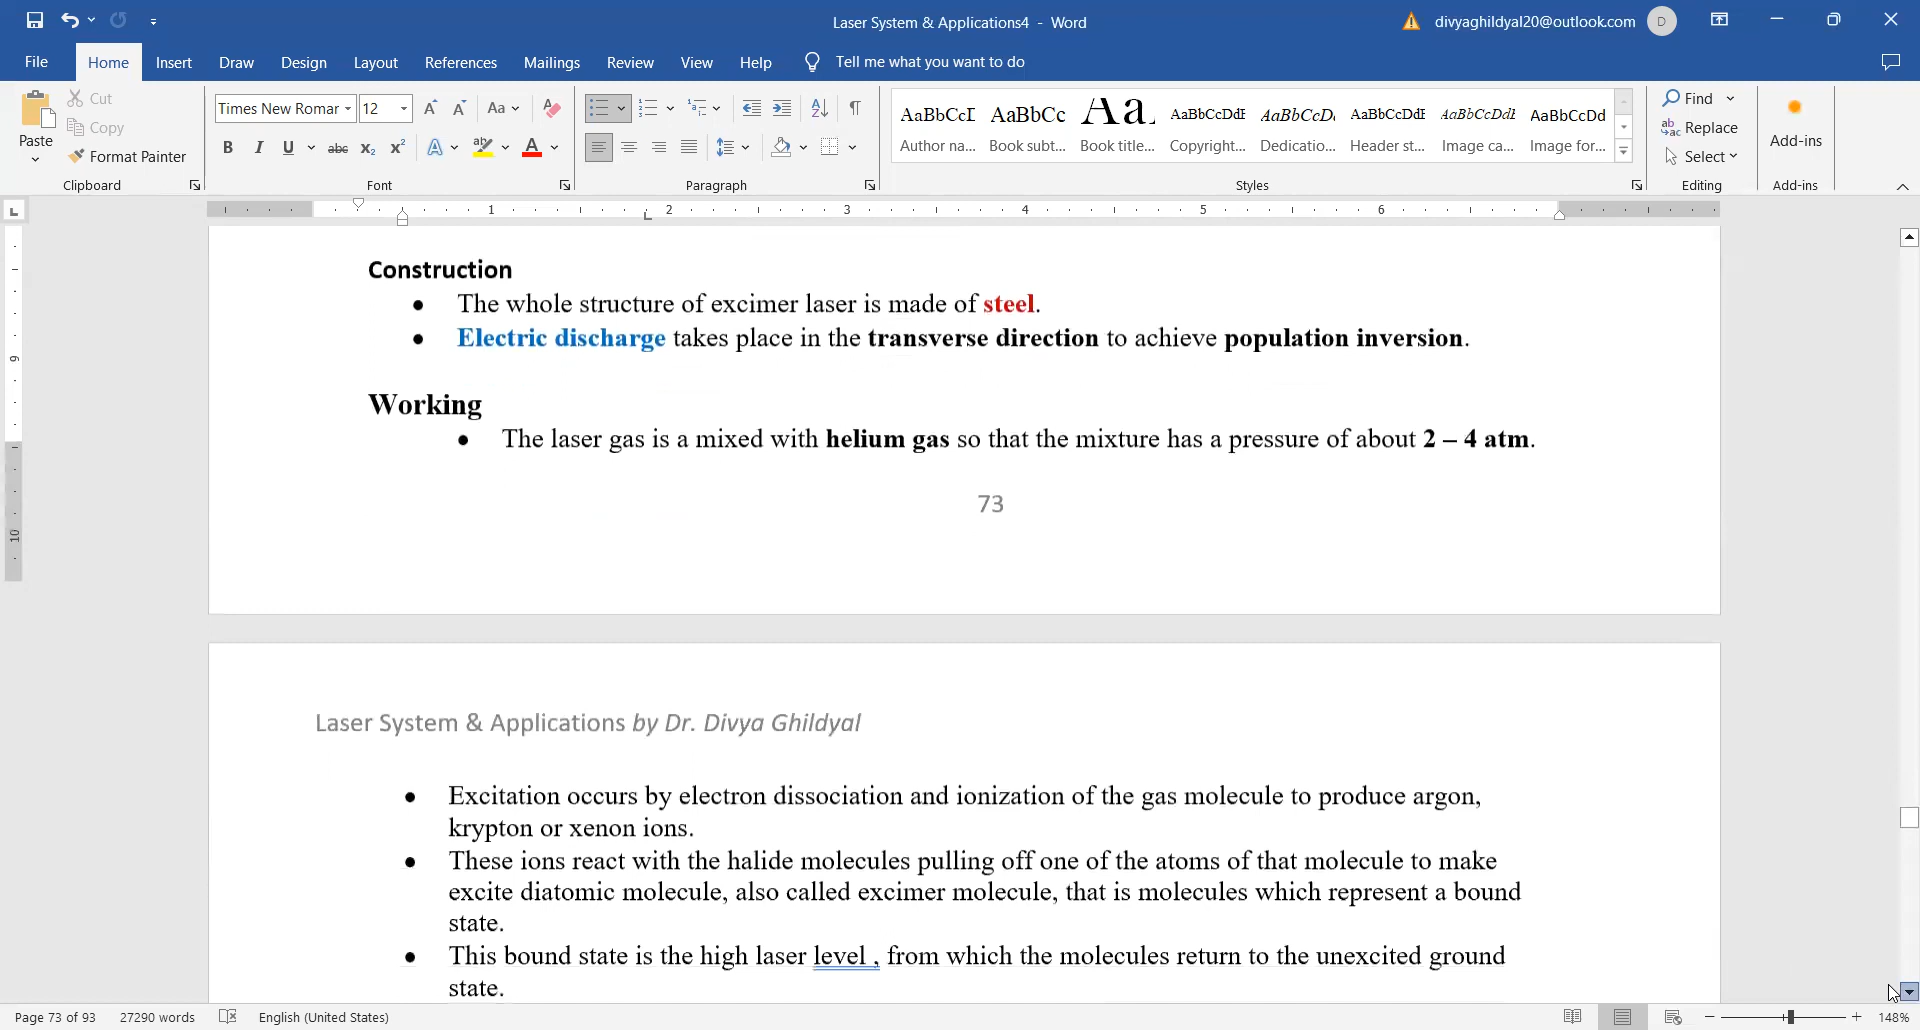 Laser System & Applications4 - Word
divyaghildyal20@outlook.com
D
File Home Insert Draw Design Layout References Mailings Review View Help Tell me what you want to do
Paste
Cut
Copy
Format Painter
Clipboard
Times New Roman 12
Font
Paragraph
AaBbCcI AaBbCc Aa. AaBbCcDdE AaBbCcD AaBbCcDdE AaBbCcDdI AaBbCcDd
Author na... Book subt... Book title... Copyright... Dedicatio... Header st... Image ca... Image for...
Styles
Find
Replace
Select
Editing
Add-ins
Add-ins
1 2 3 4 5 6
9
10
Construction
• The whole structure of excimer laser is made of steel.
• Electric discharge takes place in the transverse direction to achieve population inversion.
Working
• The laser gas is a mixed with helium gas so that the mixture has a pressure of about 2 – 4 atm.
73
Laser System & Applications by Dr. Divya Ghildyal
• Excitation occurs by electron dissociation and ionization of the gas molecule to produce argon,
krypton or xenon ions.
• These ions react with the halide molecules pulling off one of the atoms of that molecule to make
excite diatomic molecule, also called excimer molecule, that is molecules which represent a bound
state.
• This bound state is the high laser level , from which the molecules return to the unexcited ground
state.
Page 73 of 93 27290 words English (United States) 148%